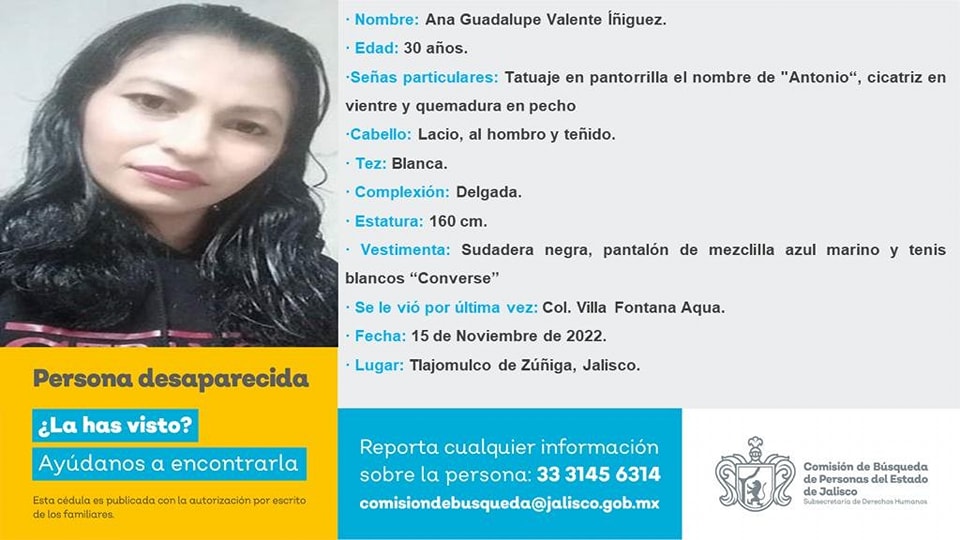 · Nombre: Ana Guadalupe Valente Íñiguez.
· Edad: 30 años.
·Señas particulares: Tatuaje en pantorrilla el nombre de "Antonio“, cicatriz en
vientre y quemadura en pecho
·Cabello: Lacio, al hombro y teñido.
· Tez: Blanca.
· Complexión: Delgada.
· Estatura: 160 cm.
· Vestimenta: Sudadera negra, pantalón de mezclilla azul marino y tenis
blancos “Converse”
· Se le vió por última vez: Col. Villa Fontana Aqua.
· Fecha: 15 de Noviembre de 2022.
· Lugar: Tlajomulco de Zúñiga, Jalisco.
Persona desaparecida
¿La has visto?
Ayúdanos a encontrarla
Esta cédula es publicada con la autorización por escrito
de los familiares.
Reporta cualquier información
sobre la persona: 33 3145 6314
comisiondebusqueda@jalisco.gob.mx
Comisión de Búsqueda
de Personas del Estado
de Jalisco
Subsecretaría de Derechos Humanos